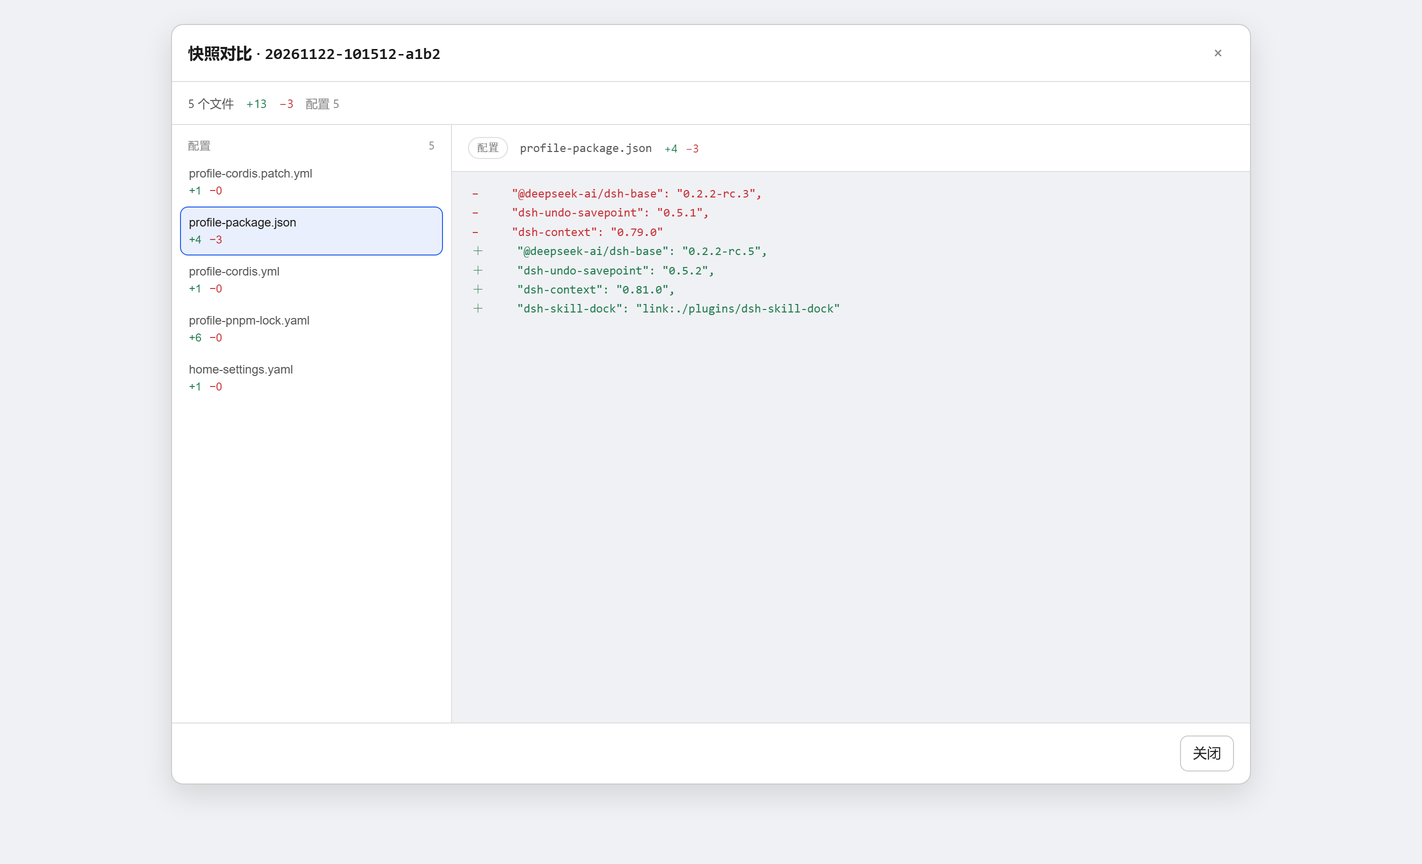 快照对比 · 20261122-101512-a1b2
×
5 个文件 +13 −3 配置 5
配置 5
profile-cordis.patch.yml
+1 −0
profile-package.json
+4 −3
profile-cordis.yml
+1 −0
profile-pnpm-lock.yaml
+6 −0
home-settings.yaml
+1 −0
配置 profile-package.json +4 −3
− "@deepseek-ai/dsh-base": "0.2.2-rc.3",
− "dsh-undo-savepoint": "0.5.1",
− "dsh-context": "0.79.0"
+ "@deepseek-ai/dsh-base": "0.2.2-rc.5",
+ "dsh-undo-savepoint": "0.5.2",
+ "dsh-context": "0.81.0",
+ "dsh-skill-dock": "link:./plugins/dsh-skill-dock"
关闭